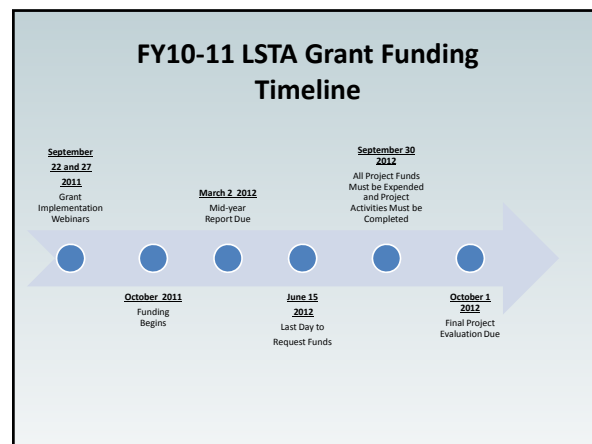 FY10-11 LSTA Grant Funding
Timeline
September
22 and 27
2011
Grant
Implementation
Webinars
October 2011
Funding
Begins
March 2 2012
Mid-year
Report Due
June 15
2012
Last Day to
Request Funds
September 30
2012
All Project Funds
Must be Expended
and Project
Activities Must be
Completed
October 1
2012
Final Project
Evaluation Due